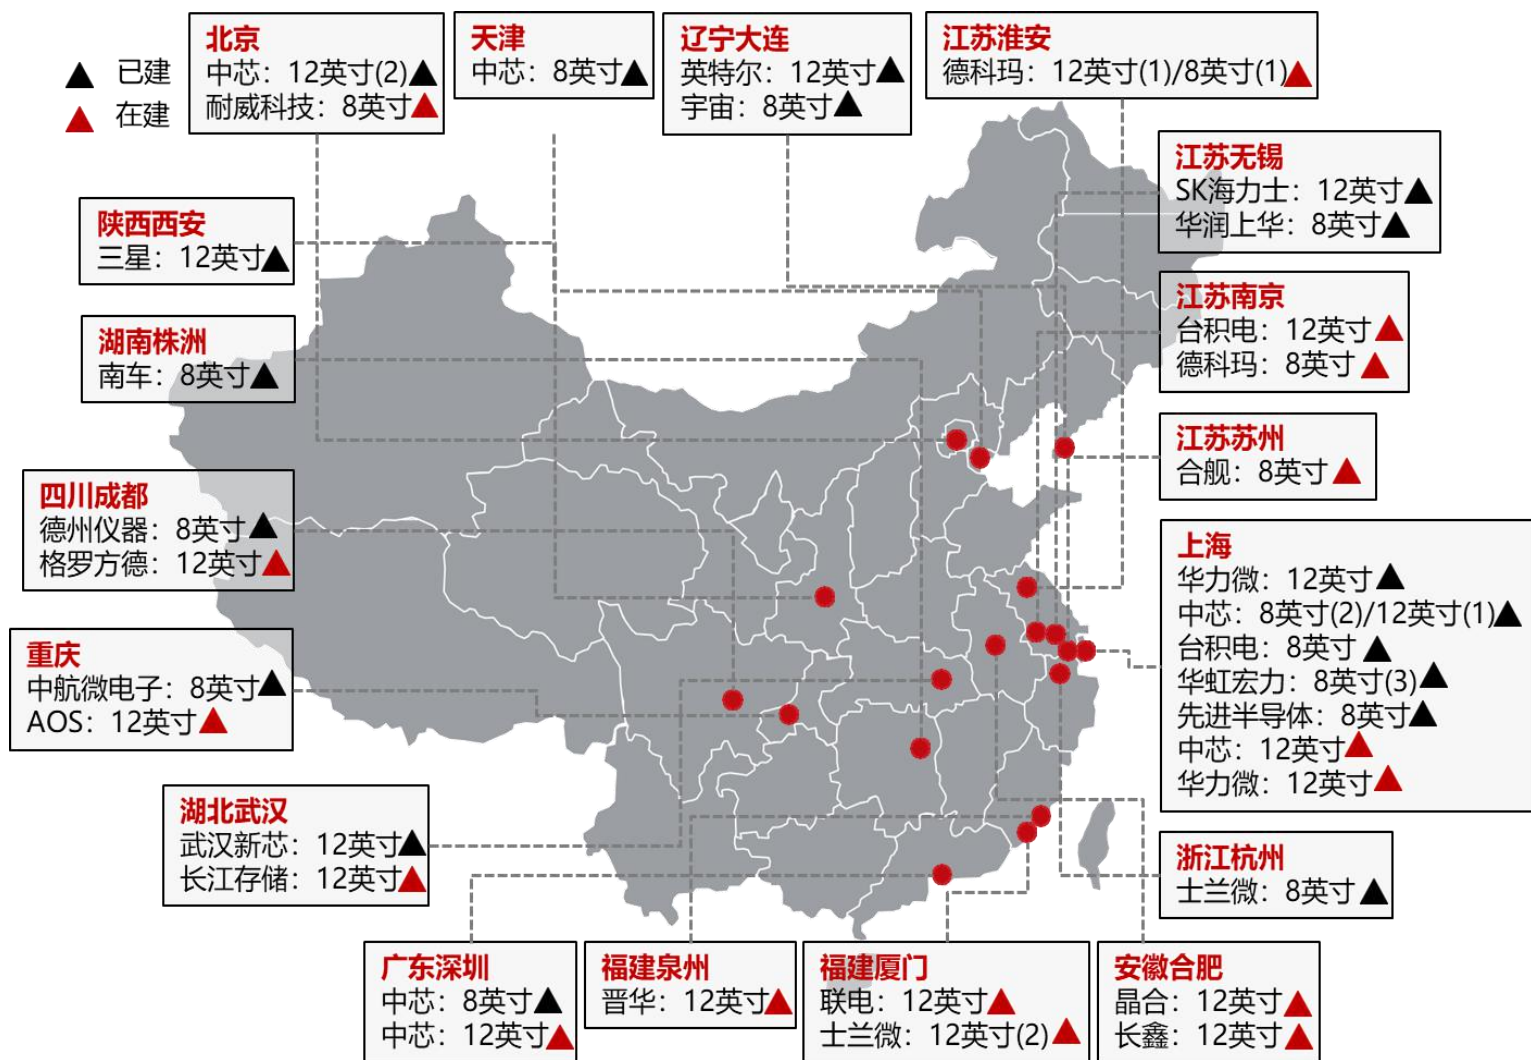 已建
在建
北京
中芯：12英寸(2)
耐威科技：8英寸
天津
中芯：8英寸
辽宁大连
英特尔：12英寸
宇宙：8英寸
江苏淮安
德科玛：12英寸(1)/8英寸(1)
陕西西安
三星：12英寸
江苏无锡
SK海力士：12英寸
华润上华：8英寸
湖南株洲
南车：8英寸
江苏南京
台积电：12英寸
德科玛：8英寸
江苏苏州
合舰：8英寸
四川成都
德州仪器：8英寸
格罗方德：12英寸
上海
华力微：12英寸
中芯：8英寸(2)/12英寸(1)
台积电：8英寸
华虹宏力：8英寸(3)
先进半导体：8英寸
中芯：12英寸
华力微：12英寸
重庆
中航微电子：8英寸
AOS：12英寸
湖北武汉
武汉新芯：12英寸
长江存储：12英寸
浙江杭州
士兰微：8英寸
广东深圳
中芯：8英寸
中芯：12英寸
福建泉州
晋华：12英寸
福建厦门
联电：12英寸
士兰微：12英寸(2)
安徽合肥
晶合：12英寸
长鑫：12英寸